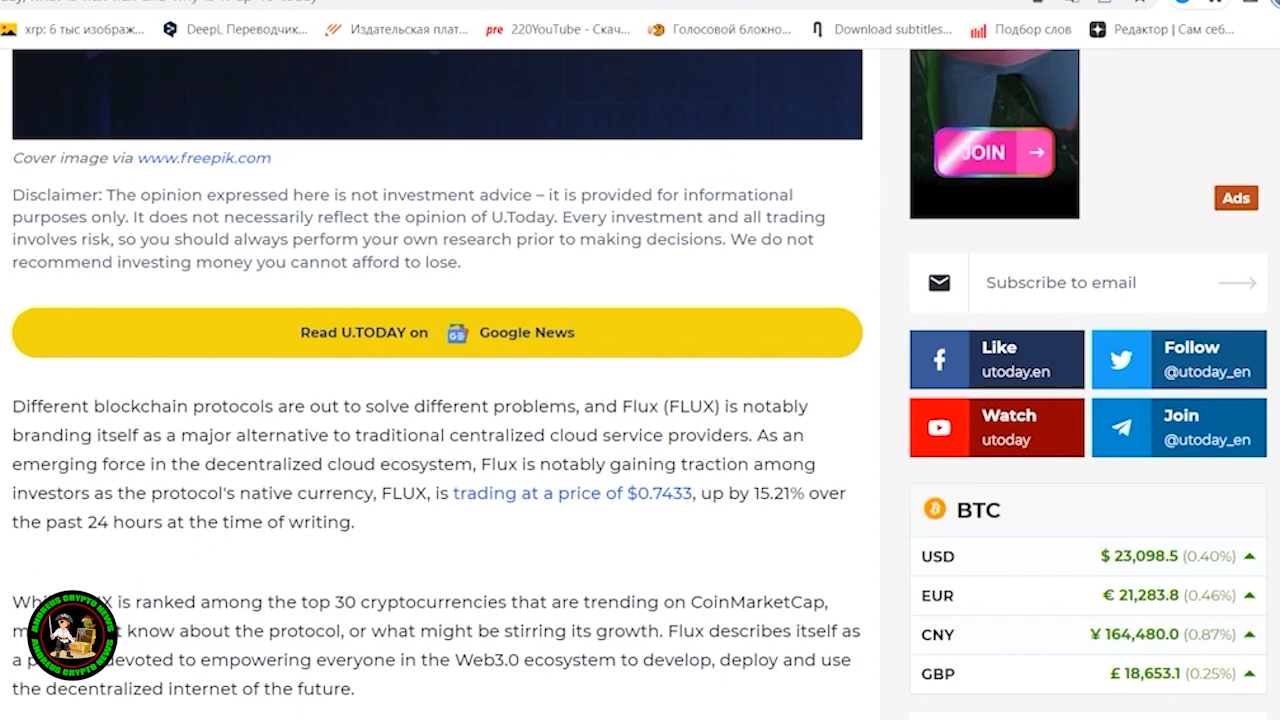 xrp: 6 тыс изображ...
DeepL Переводчик...
Издательская плат...
pre 220YouTube - Скач...
Голосовой блокно...
Download subtitles...
Подбор слов
Редактор | Сам себ...
Cover image via www.freepik.com
Disclaimer: The opinion expressed here is not investment advice – it is provided for informational
purposes only. It does not necessarily reflect the opinion of U.Today. Every investment and all trading
involves risk, so you should always perform your own research prior to making decisions. We do not
recommend investing money you cannot afford to lose.
Read U.TODAY on GE Google News
Different blockchain protocols are out to solve different problems, and Flux (FLUX) is notably
branding itself as a major alternative to traditional centralized cloud service providers. As an
emerging force in the decentralized cloud ecosystem, Flux is notably gaining traction among
investors as the protocol's native currency, FLUX, is trading at a price of $0.7433, up by 15.21% over
the past 24 hours at the time of writing.
X is ranked among the top 30 cryptocurrencies that are trending on CoinMarketCap,
know about the protocol, or what might be stirring its growth. Flux describes itself as
a devoted to empowering everyone in the Web3.0 ecosystem to develop, deploy and use
the decentralized internet of the future.
ANDREUS CRYPTO NEWS
ANDREUS CRYPTO NEWS
JOIN →
Ads
Subscribe to email
Like
utoday.en
Follow
@utoday_en
Watch
utoday
Join
@utoday_en
BTC
USD $ 23,098.5 (0.40%)
EUR € 21,283.8 (0.46%)
CNY ¥ 164,480.0 (0.87%)
GBP £ 18,653.1 (0.25%)